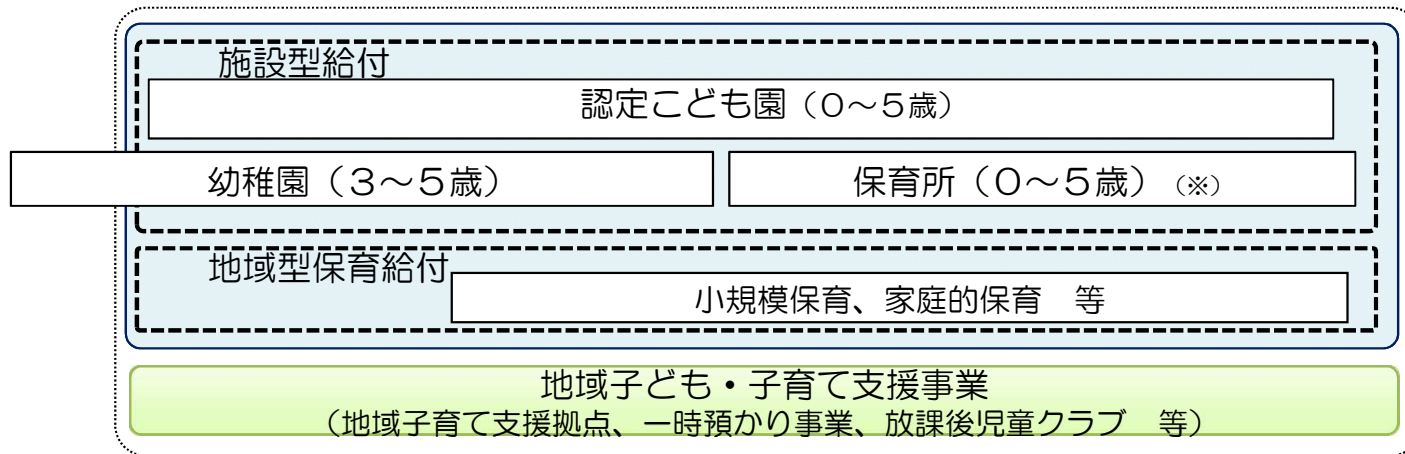 施設型給付
認定こども園（０～５歳）
幼稚園（３～５歳）
保育所（０～５歳）（※）
地域型保育給付
小規模保育、家庭的保育　等
地域子ども・子育て支援事業
（地域子育て支援拠点、一時預かり事業、放課後児童クラブ　等）